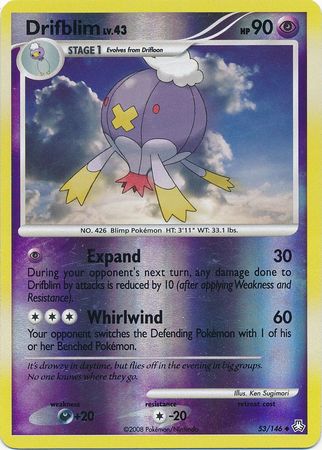 Drifblim LV.43 HP 90
STAGE 1 Evolves from Drifloon
NO. 426 Blimp Pokémon HT: 3'11" WT: 33.1 lbs.
Expand 30
During your opponent's next turn, any damage done to
Drifblim by attacks is reduced by 10 (after applying Weakness and
Resistance).
Whirlwind 60
Your opponent switches the Defending Pokémon with 1 of his
or her Benched Pokémon.
It's drowsy in daytime, but flies off in the evening in big groups.
No one knows where they go.
Illus. Ken Sugimori
weakness resistance retreat cost
+20 -20
©2008 Pokémon/Nintendo 53/146